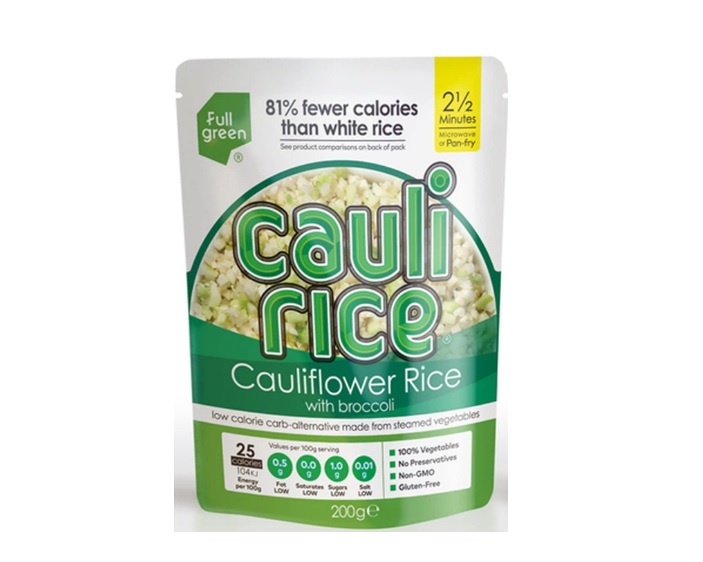 Full
green
®
81% fewer calories
than white rice
See product comparisons on back of pack
2½
Minutes
Microwave
or Pan-fry
cauli
rice
®
Cauliflower Rice
with broccoli
low calorie carb-alternative made from steamed vegetables
25
calories
104KJ
Energy
per 100g
Values per 100g serving
0.5 g
Fat
LOW
0.0 g
Saturates
LOW
1.0 g
Sugars
LOW
0.01 g
Salt
LOW
100% Vegetables
No Preservatives
Non-GMO
Gluten-Free
200g℮